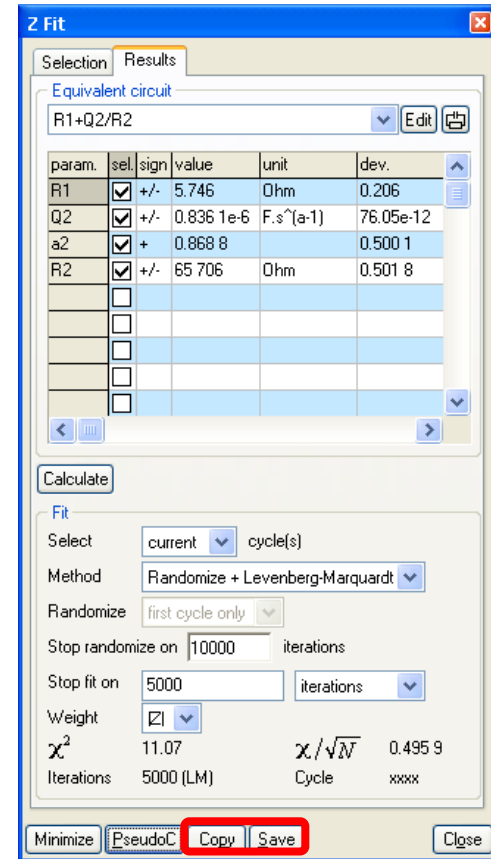 Z Fit
Selection Results
Equivalent circuit
R1+Q2/R2 Edit
param. sel. sign value unit dev.
R1 +/- 5.746 Ohm 0.206
Q2 +/- 0.836 1e-6 F.s^(a-1) 76.05e-12
a2 + 0.868 8 0.500 1
R2 +/- 65 706 Ohm 0.501 8
Calculate
Fit
Select current cycle(s)
Method Randomize + Levenberg-Marquardt
Randomize first cycle only
Stop randomize on 10000 iterations
Stop fit on 5000 iterations
Weight |Z|
χ² 11.07 χ/√N 0.495 9
Iterations 5000 (LM) Cycle xxxx
Minimize PseudoC Copy Save Close